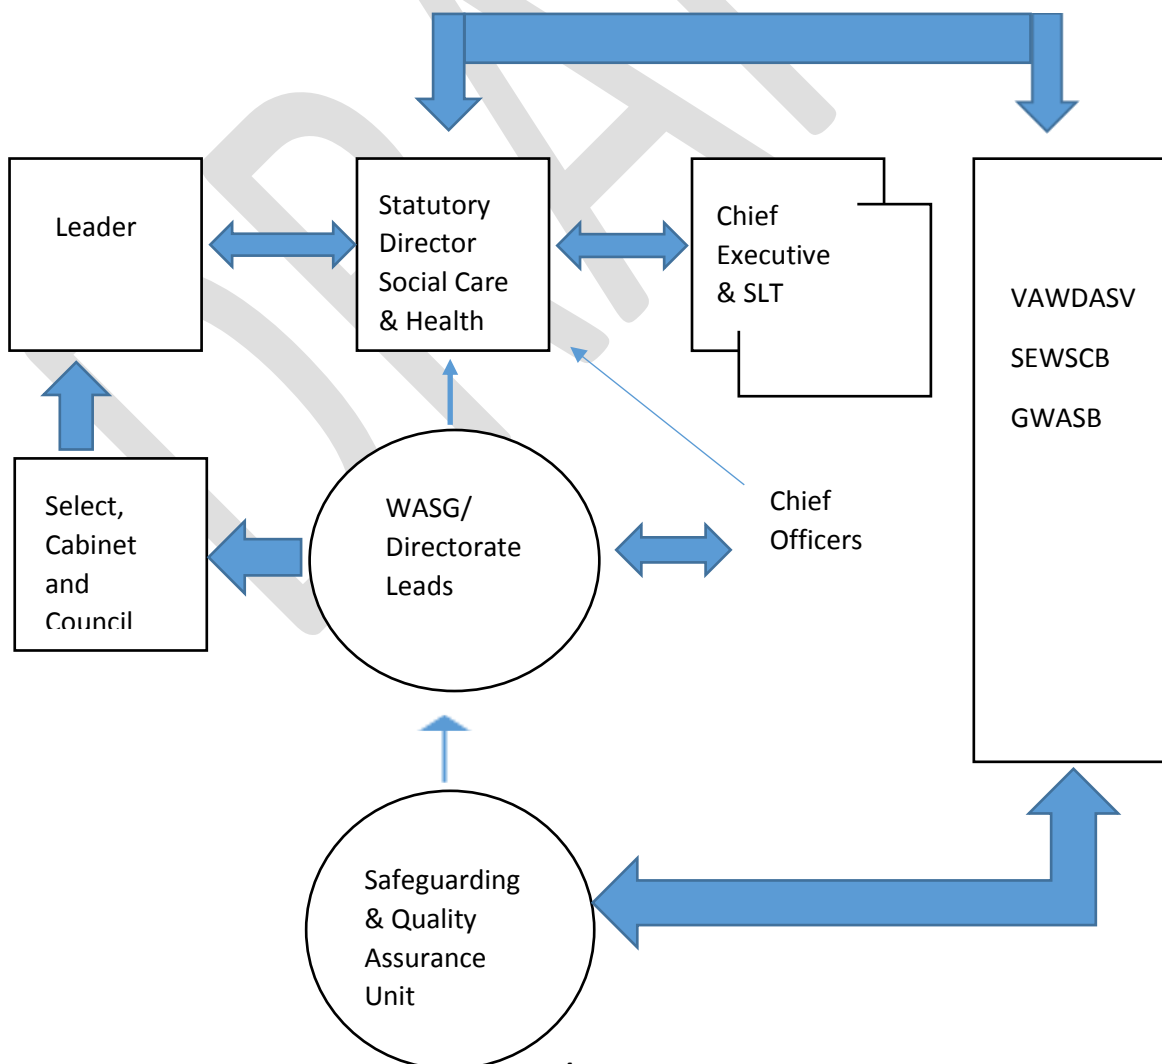 Leader
Statutory
Director
Social Care
& Health
Chief
Executive
& SLT
VAWDASV
SEWSCB
GWASB
Select,
Cabinet
and
Council
WASG/
Directorate
Leads
Chief
Officers
Safeguarding
& Quality
Assurance
Unit